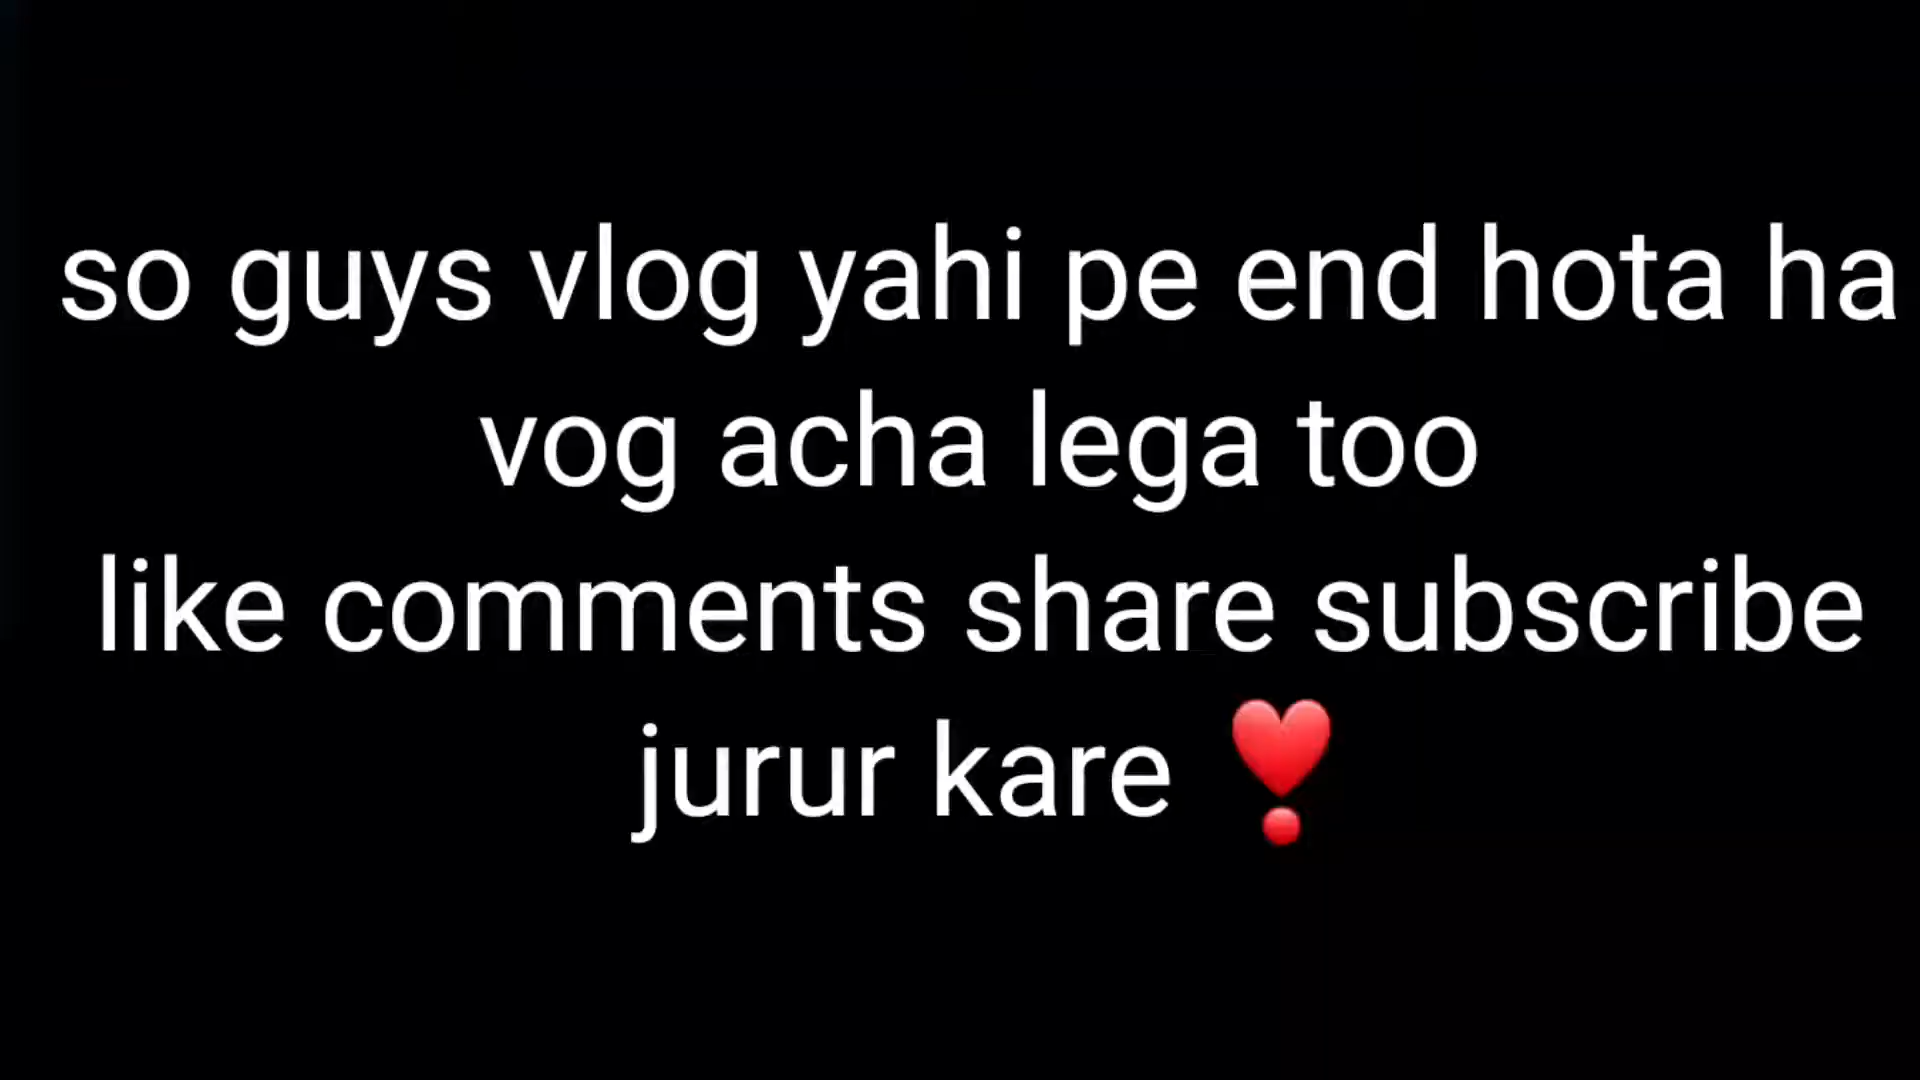 so guys vlog yahi pe end hota ha
vog acha lega too
like comments share subscribe
jurur kare ❣️